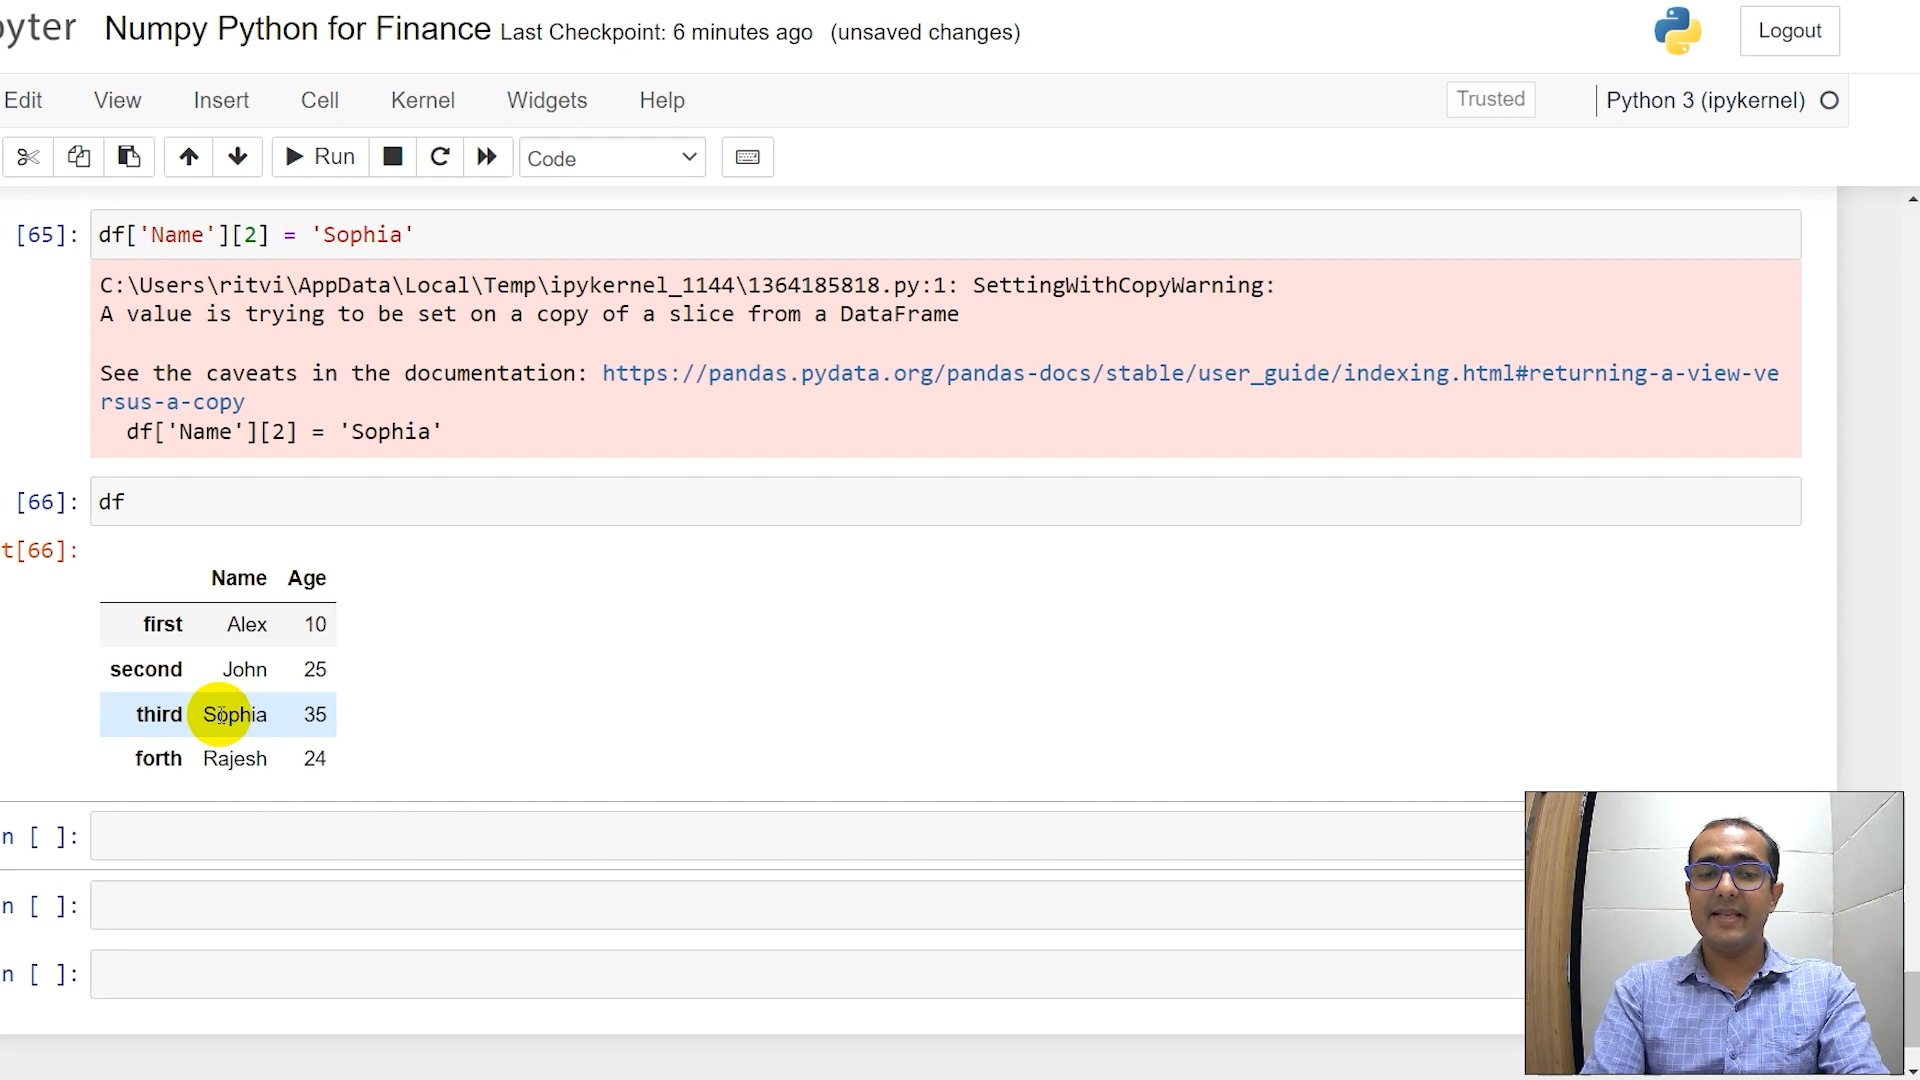 pyter Numpy Python for Finance Last Checkpoint: 6 minutes ago (unsaved changes) Logout
Edit View Insert Cell Kernel Widgets Help Trusted Python 3 (ipykernel)
Run Code
[65]: df['Name'][2] = 'Sophia'
C:\Users\ritvi\AppData\Local\Temp\ipykernel_1144\1364185818.py:1: SettingWithCopyWarning:
A value is trying to be set on a copy of a slice from a DataFrame
See the caveats in the documentation: https://pandas.pydata.org/pandas-docs/stable/user_guide/indexing.html#returning-a-view-ve
rsus-a-copy
df['Name'][2] = 'Sophia'
[66]: df
t[66]:
Name Age
first Alex 10
second John 25
third Sophia 35
forth Rajesh 24
n [ ]:
n [ ]:
n [ ]: